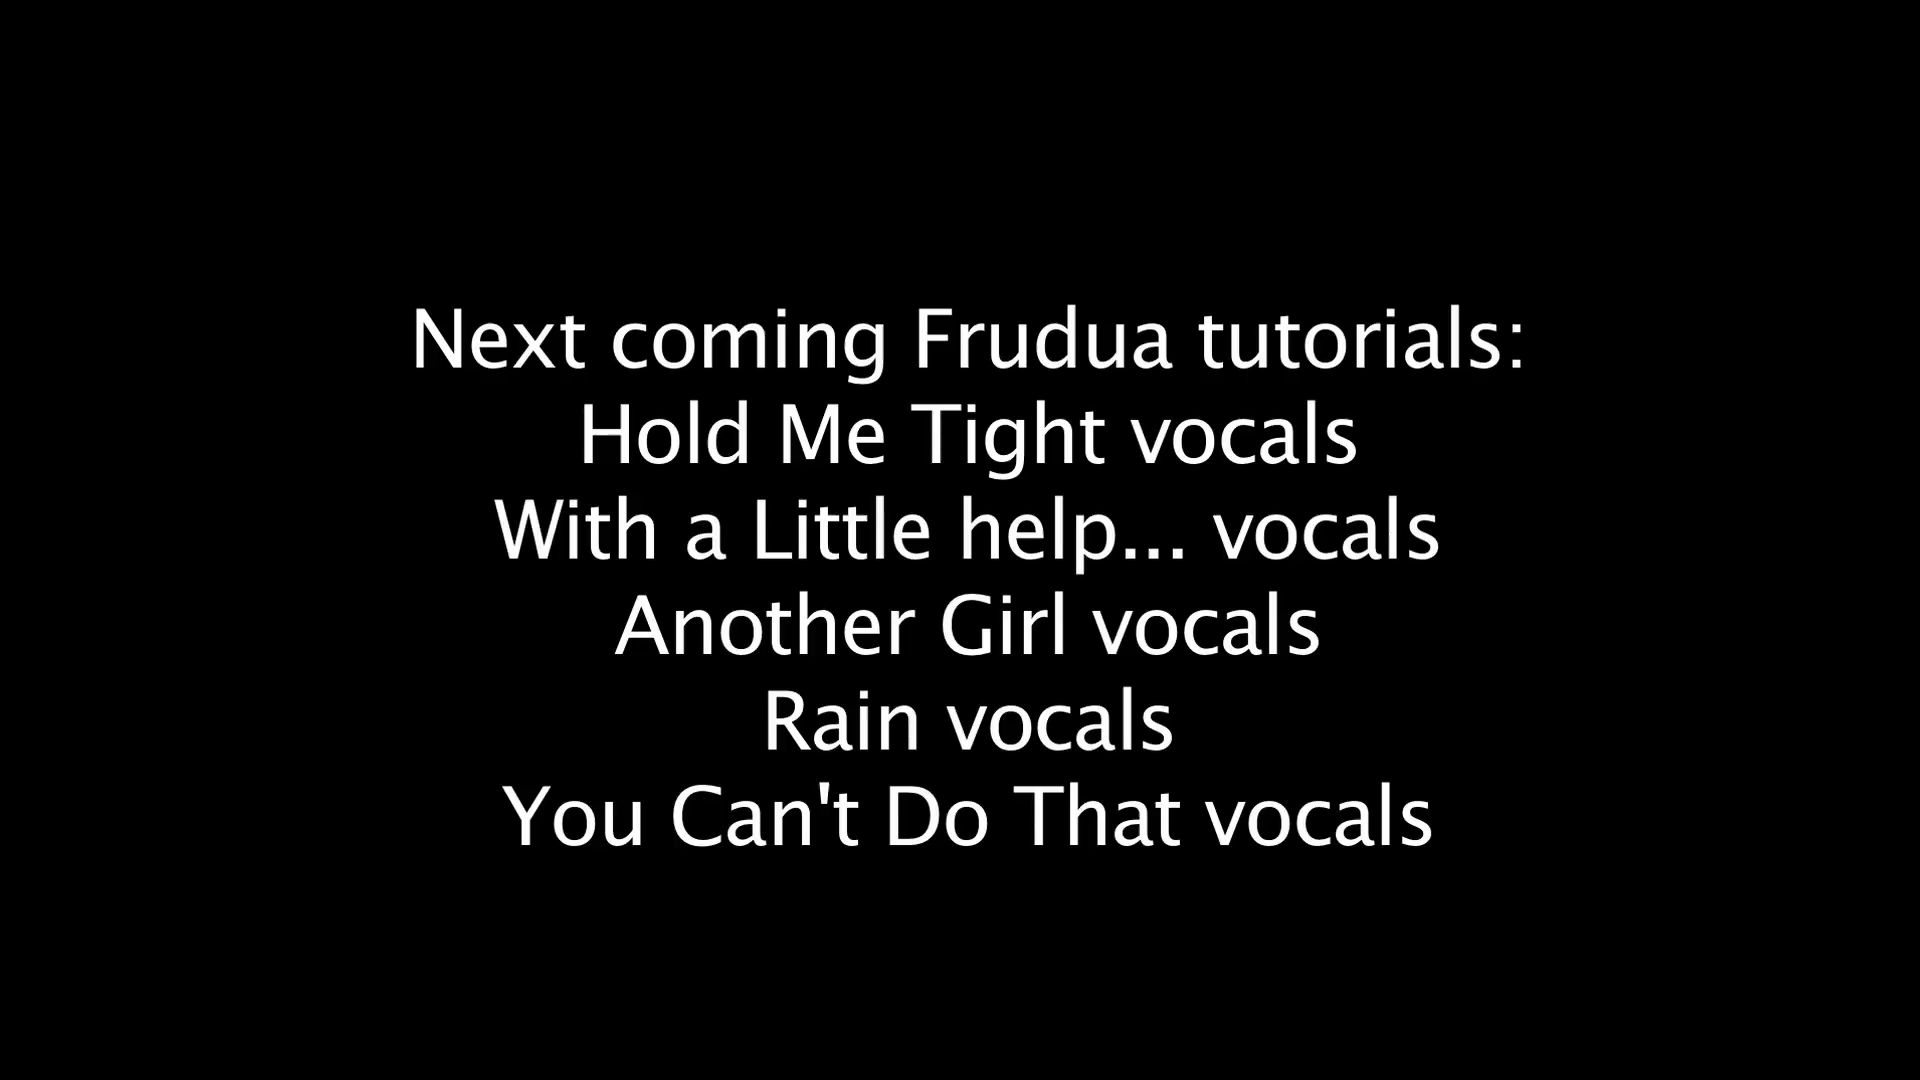 Next coming Frudua tutorials:
Hold Me Tight vocals
With a Little help... vocals
Another Girl vocals
Rain vocals
You Can't Do That vocals